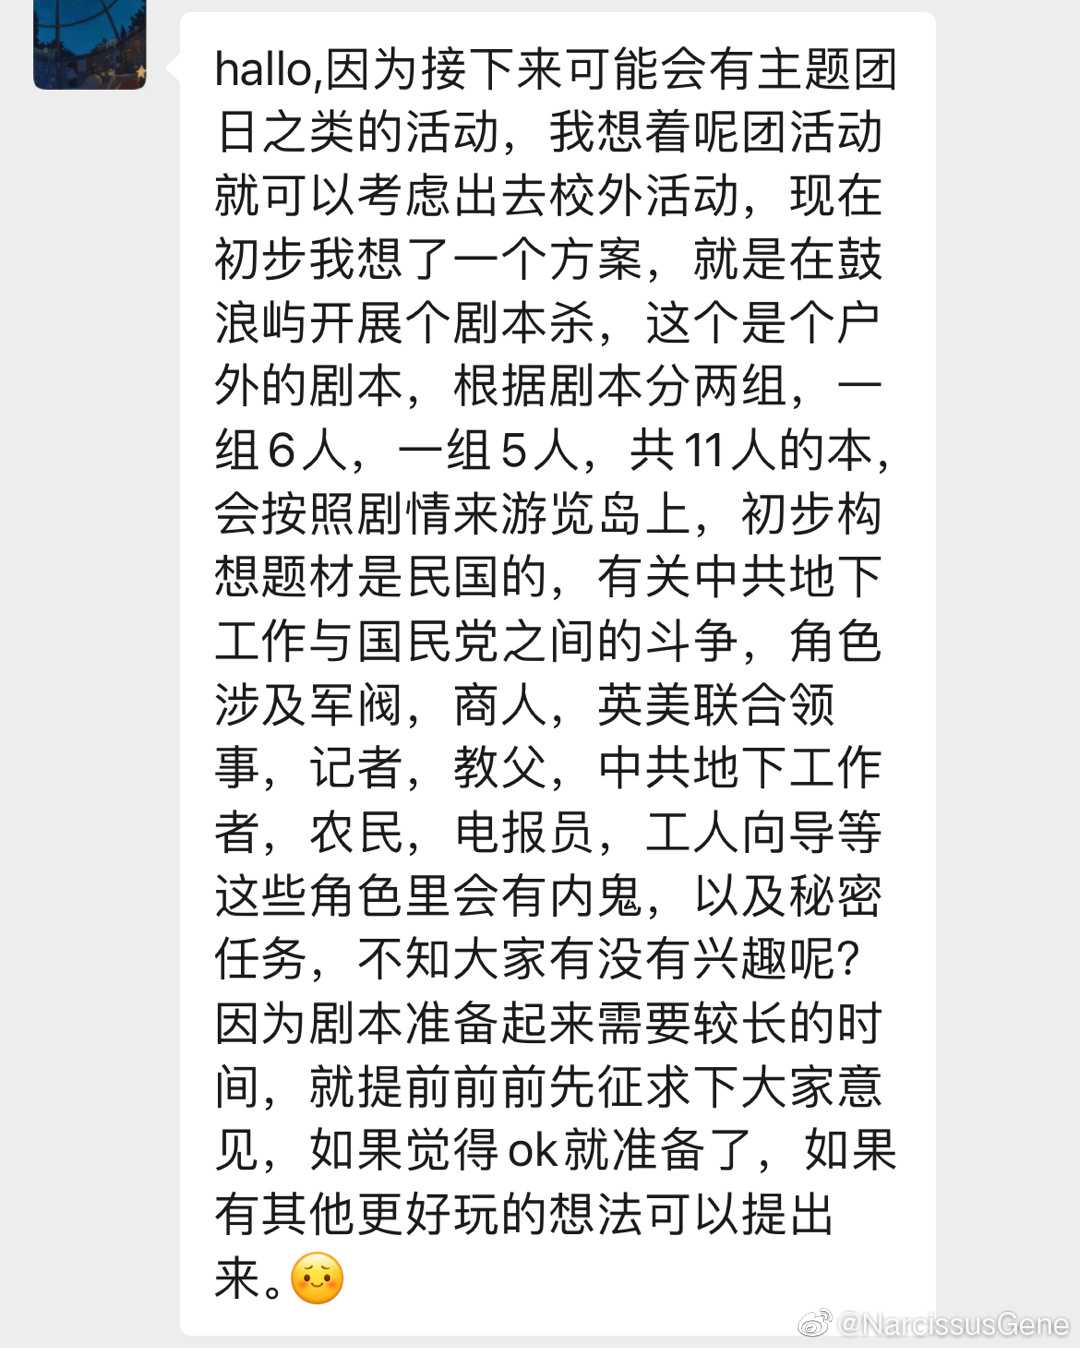 hallo,因为接下来可能会有主题团
日之类的活动，我想着呢团活动
就可以考虑出去校外活动，现在
初步我想了一个方案，就是在鼓
浪屿开展个剧本杀，这个是个户
外的剧本，根据剧本分两组，一
组6人，一组5人，共11人的本，
会按照剧情来游览岛上，初步构
想题材是民国的，有关中共地下
工作与国民党之间的斗争，角色
涉及军阀，商人，英美联合领
事，记者，教父，中共地下工作
者，农民，电报员，工人向导等
这些角色里会有内鬼，以及秘密
任务，不知大家有没有兴趣呢？
因为剧本准备起来需要较长的时
间，就提前前前先征求下大家意
见，如果觉得ok就准备了，如果
有其他更好玩的想法可以提出
来。
@NarcissusGene